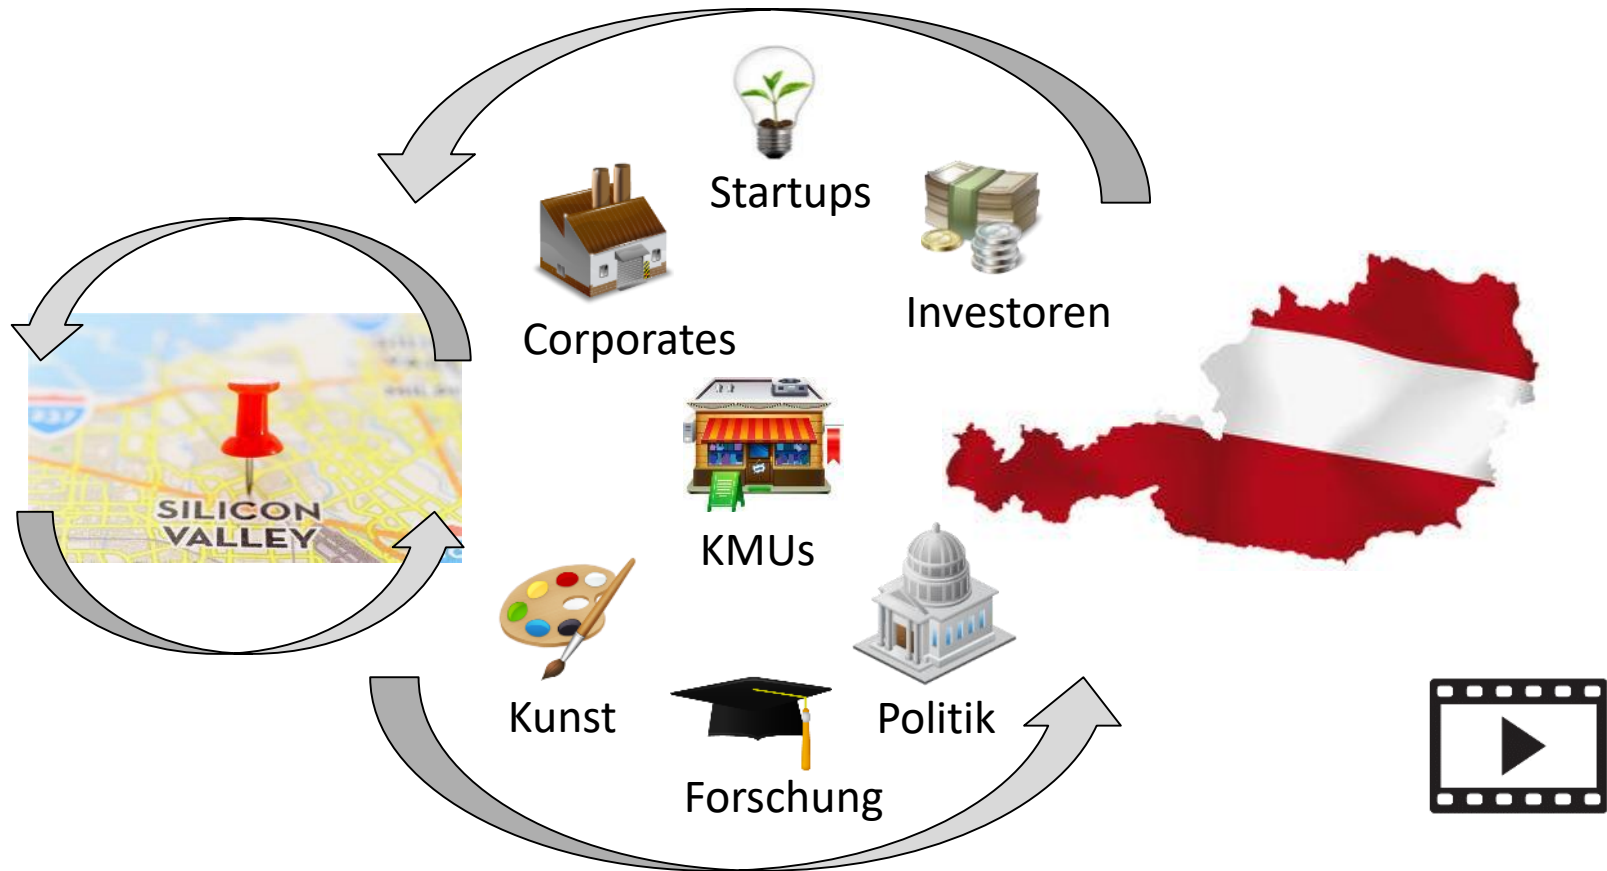 Startups
Investoren
Corporates
SILICON
VALLEY
KMUs
Kunst
Politik
Forschung